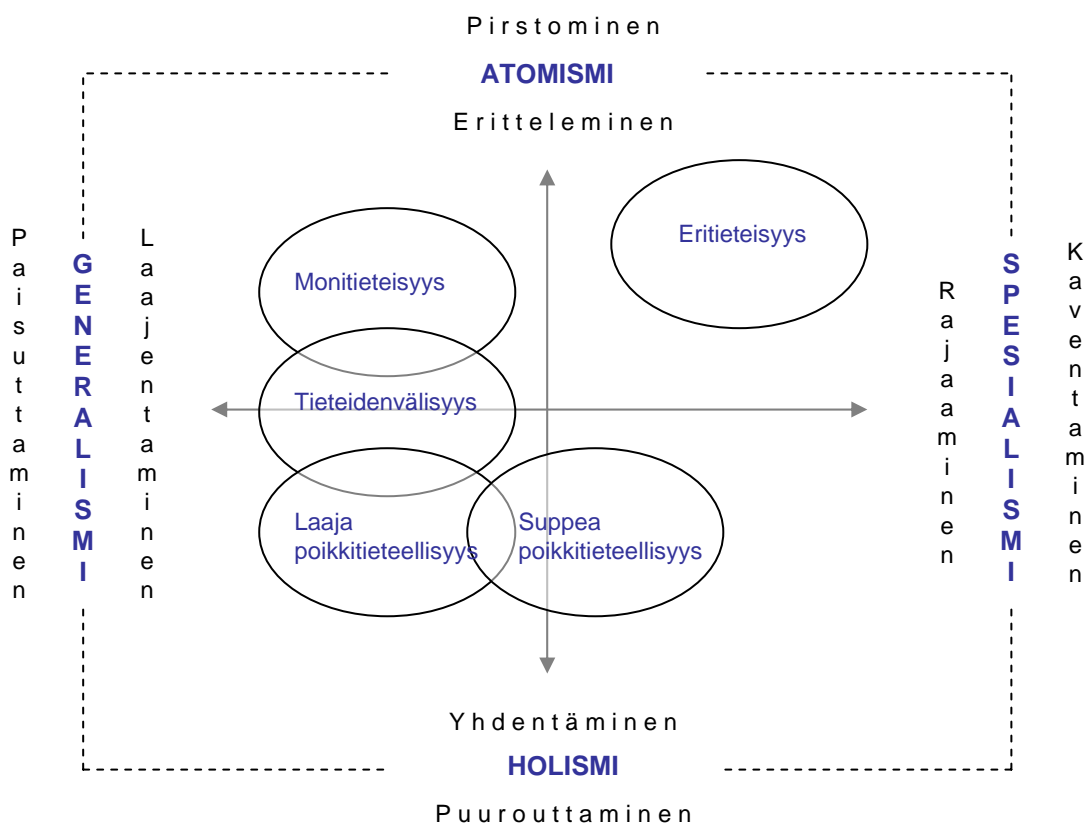 Pirstominen
ATOMISMI
Eritteleminen
Paisuttaminen
GENERALISMI
Laajentaminen
Monitieteisyys
Tieteidenvälisyys
Laaja
poikkitieteellisyys
Suppea
poikkitieteellisyys
Eritieteisyys
Rajaaminen
SPESIALISMI
Kaventaminen
Yhdentäminen
HOLISMI
Puurouttaminen